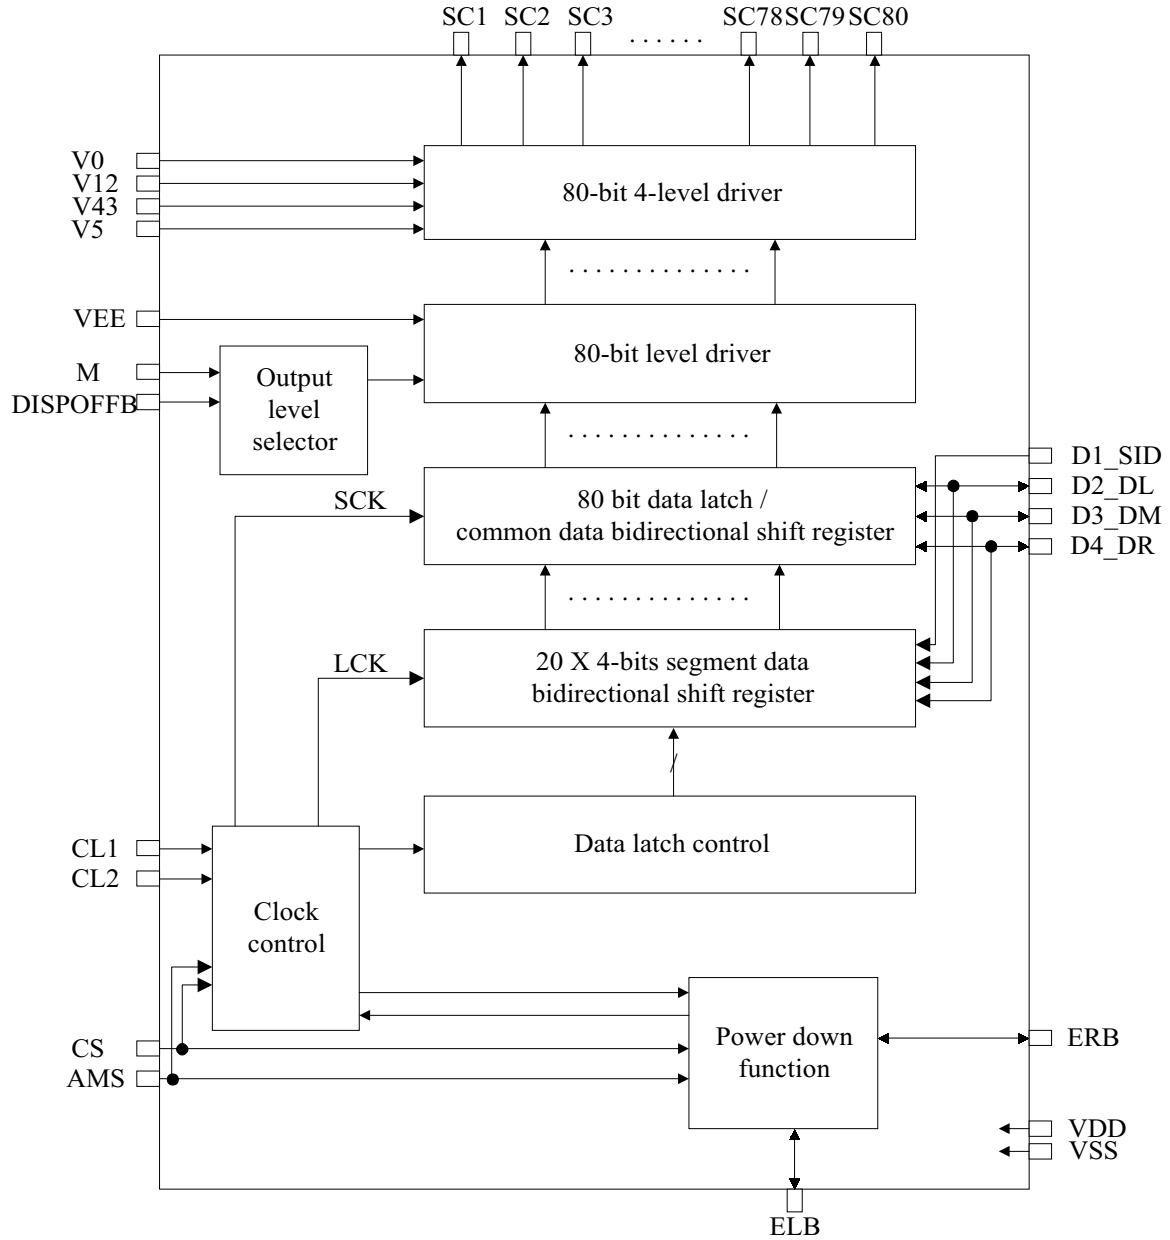 SC1 SC2 SC3 ...... SC78 SC79 SC80
V0
V12
V43
V5
80-bit 4-level driver
...............
VEE
80-bit level driver
M
DISPOFFB
Output
level
selector
...............
D1_SID
D2_DL
D3_DM
D4_DR
SCK
80 bit data latch /
common data bidirectional shift register
...............
LCK
20 X 4-bits segment data
bidirectional shift register
CL1
CL2
Data latch control
Clock
control
CS
AMS
Power down
function
ERB
VDD
VSS
ELB